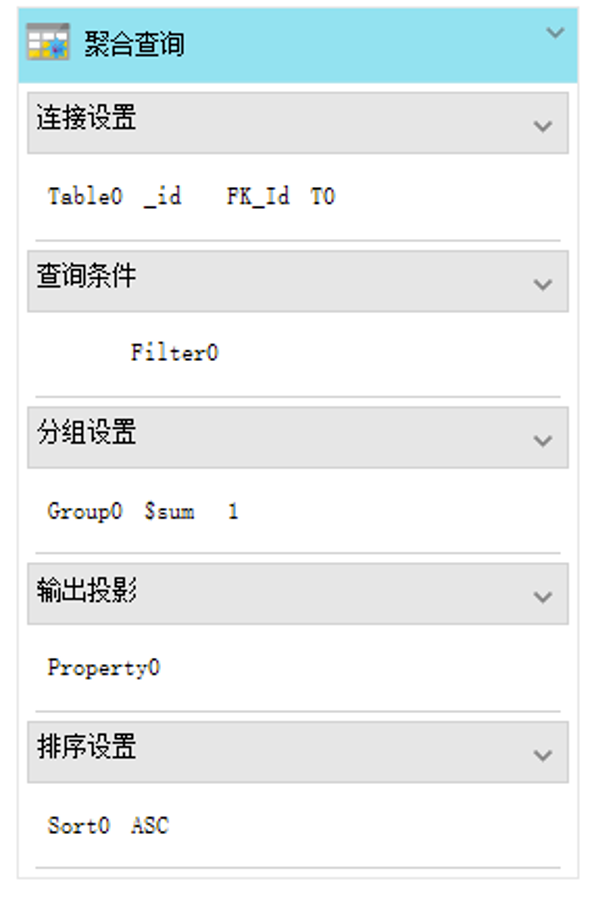 聚合查询
连接设置
Table0 _id FK_Id T0
查询条件
Filter0
分组设置
Group0 $sum 1
输出投影
Property0
排序设置
Sort0 ASC